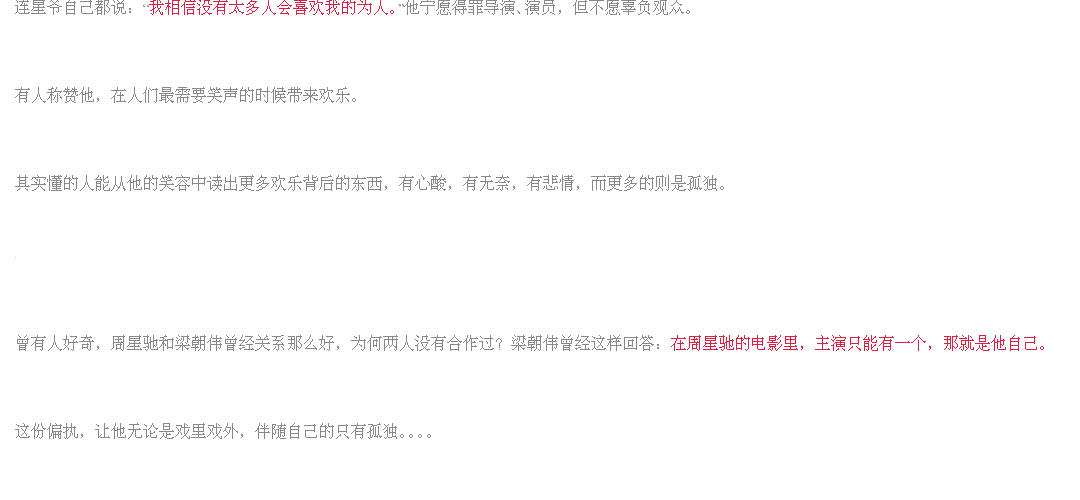 连星爷自己都说：“我相信没有太多人会喜欢我的为人。”他宁愿得罪导演、演员，但不愿辜负观众。
有人称赞他，在人们最需要笑声的时候带来欢乐。
其实懂的人能从他的笑容中读出更多欢乐背后的东西，有心酸，有无奈，有悲情，而更多的则是孤独。
曾有人好奇，周星驰和梁朝伟曾经关系那么好，为何两人没有合作过？梁朝伟曾经这样回答：在周星驰的电影里，主演只能有一个，那就是他自己。
这份偏执，让他无论是戏里戏外，伴随自己的只有孤独。。。。